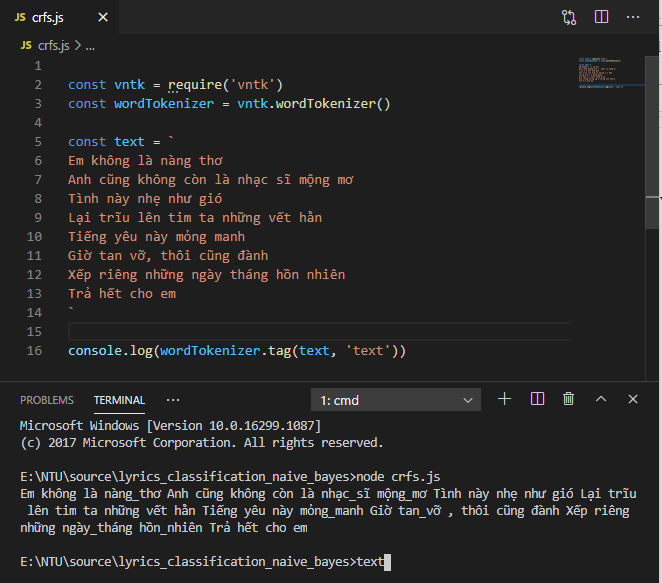 JS crfs.js ×
JS crfs.js > ...
1
2 const vntk = require('vntk')
3 const wordTokenizer = vntk.wordTokenizer()
4
5 const text = `
6 Em không là nàng thơ
7 Anh cũng không còn là nhạc sĩ mộng mơ
8 Tình này nhẹ như gió
9 Lại trĩu lên tim ta những vết hằn
10 Tiếng yêu này mỏng manh
11 Giờ tan vỡ, thôi cũng đành
12 Xếp riêng những ngày tháng hồn nhiên
13 Trả hết cho em
14 `
15
16 console.log(wordTokenizer.tag(text, 'text'))
PROBLEMS TERMINAL ... 1: cmd
Microsoft Windows [Version 10.0.16299.1087]
(c) 2017 Microsoft Corporation. All rights reserved.
E:\NTU\source\lyrics_classification_naive_bayes>node crfs.js
Em không là nàng_thơ Anh cũng không còn là nhạc_sĩ mộng_mơ Tình này nhẹ như gió Lại trĩu
lên tim ta những vết hằn Tiếng yêu này mỏng_manh Giờ tan_vỡ , thôi cũng đành Xếp riêng
những ngày_tháng hồn_nhiên Trả hết cho em
E:\NTU\source\lyrics_classification_naive_bayes>text